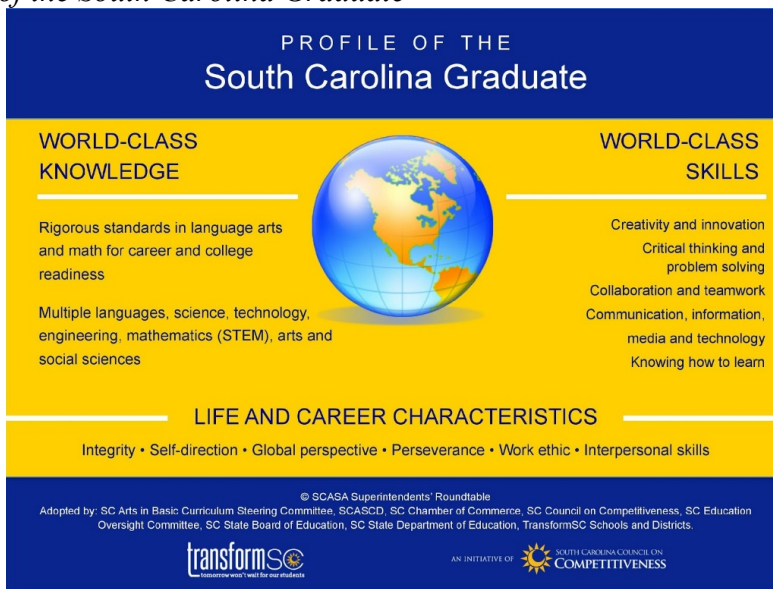 of the South Carolina Graduate
PROFILE OF THE
South Carolina Graduate
WORLD-CLASS
KNOWLEDGE
Rigorous standards in language arts
and math for career and college
readiness
Multiple languages, science, technology,
engineering, mathematics (STEM), arts and
social sciences
WORLD-CLASS
SKILLS
Creativity and innovation
Critical thinking and
problem solving
Collaboration and teamwork
Communication, information,
media and technology
Knowing how to learn
LIFE AND CAREER CHARACTERISTICS
Integrity • Self-direction • Global perspective • Perseverance • Work ethic • Interpersonal skills
© SCASA Superintendents' Roundtable
Adopted by: SC Arts in Basic Curriculum Steering Committee, SCASCD, SC Chamber of Commerce, SC Council on Competitiveness, SC Education
Oversight Committee, SC State Board of Education, SC State Department of Education, TransformSC Schools and Districts.
transformSC
tomorrow won't wait for our students
AN INITIATIVE OF
SOUTH CAROLINA COUNCIL ON
COMPETITIVENESS